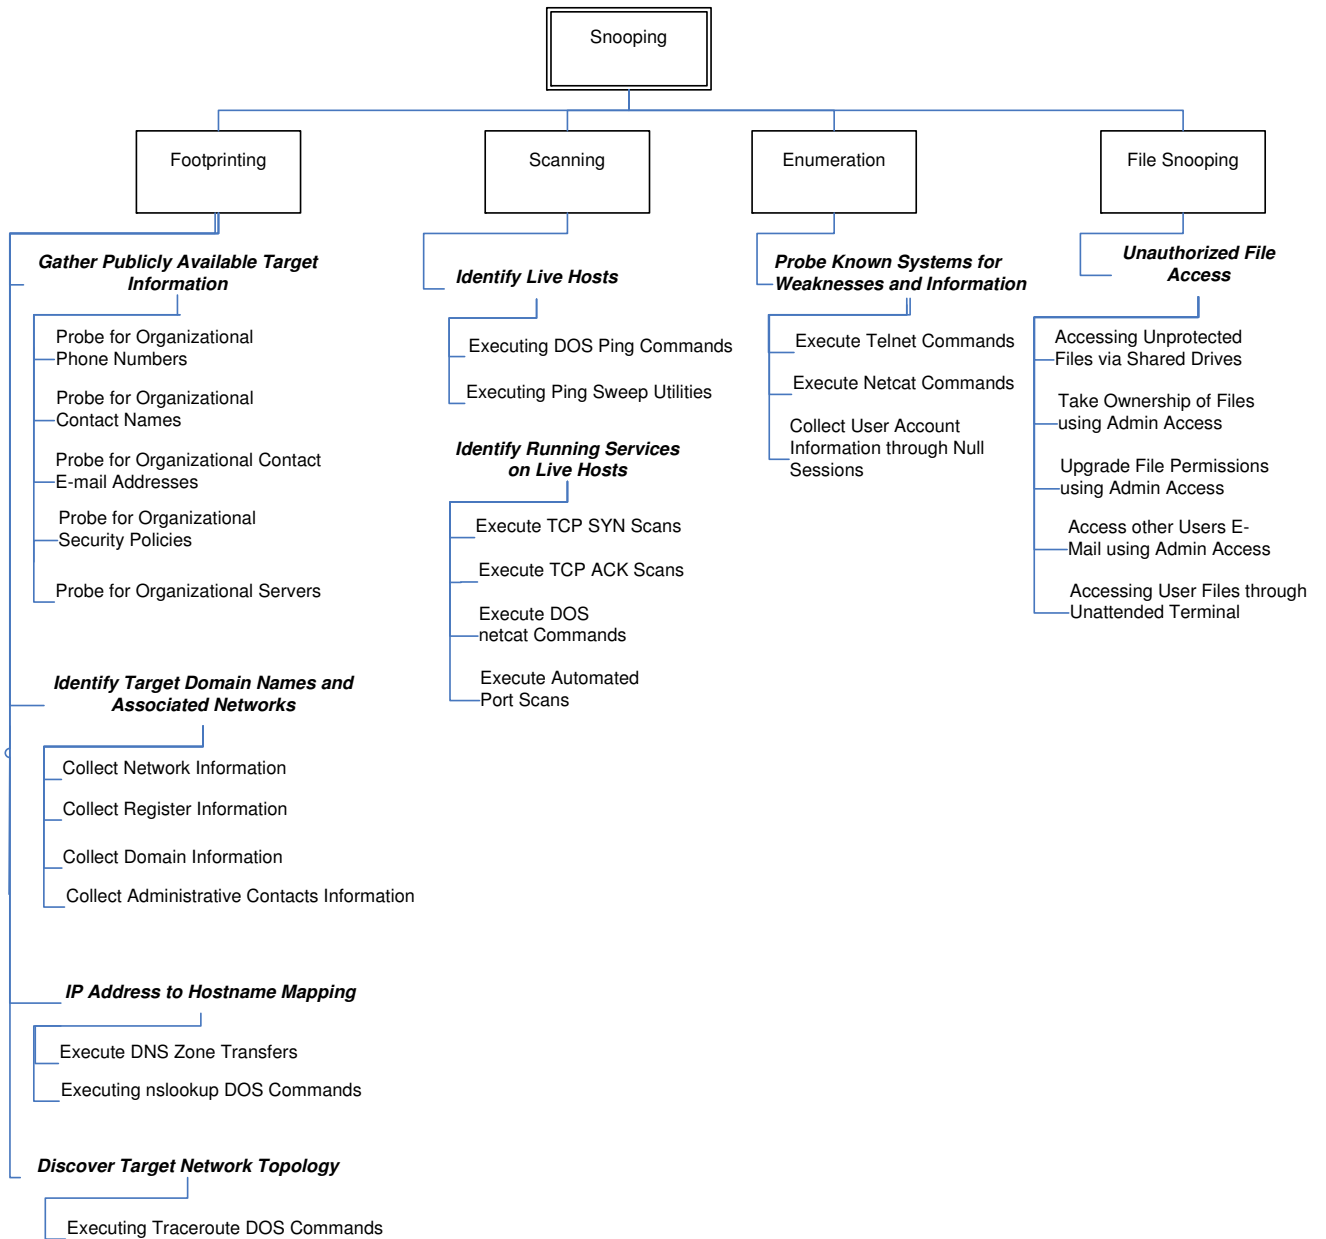 Snooping
Footprinting
Scanning
Enumeration
File Snooping
Gather Publicly Available Target
Information
Probe for Organizational
Phone Numbers
Probe for Organizational
Contact Names
Probe for Organizational Contact
E-mail Addresses
Probe for Organizational
Security Policies
Probe for Organizational Servers
Identify Target Domain Names and
Associated Networks
Collect Network Information
Collect Register Information
Collect Domain Information
Collect Administrative Contacts Information
IP Address to Hostname Mapping
Execute DNS Zone Transfers
Executing nslookup DOS Commands
Discover Target Network Topology
Executing Traceroute DOS Commands
Identify Live Hosts
Executing DOS Ping Commands
Executing Ping Sweep Utilities
Identify Running Services
on Live Hosts
Execute TCP SYN Scans
Execute TCP ACK Scans
Execute DOS
netcat Commands
Execute Automated
Port Scans
Probe Known Systems for
Weaknesses and Information
Execute Telnet Commands
Execute Netcat Commands
Collect User Account
Information through Null
Sessions
Unauthorized File
Access
Accessing Unprotected
Files via Shared Drives
Take Ownership of Files
using Admin Access
Upgrade File Permissions
using Admin Access
Access other Users E-
Mail using Admin Access
Accessing User Files through
Unattended Terminal